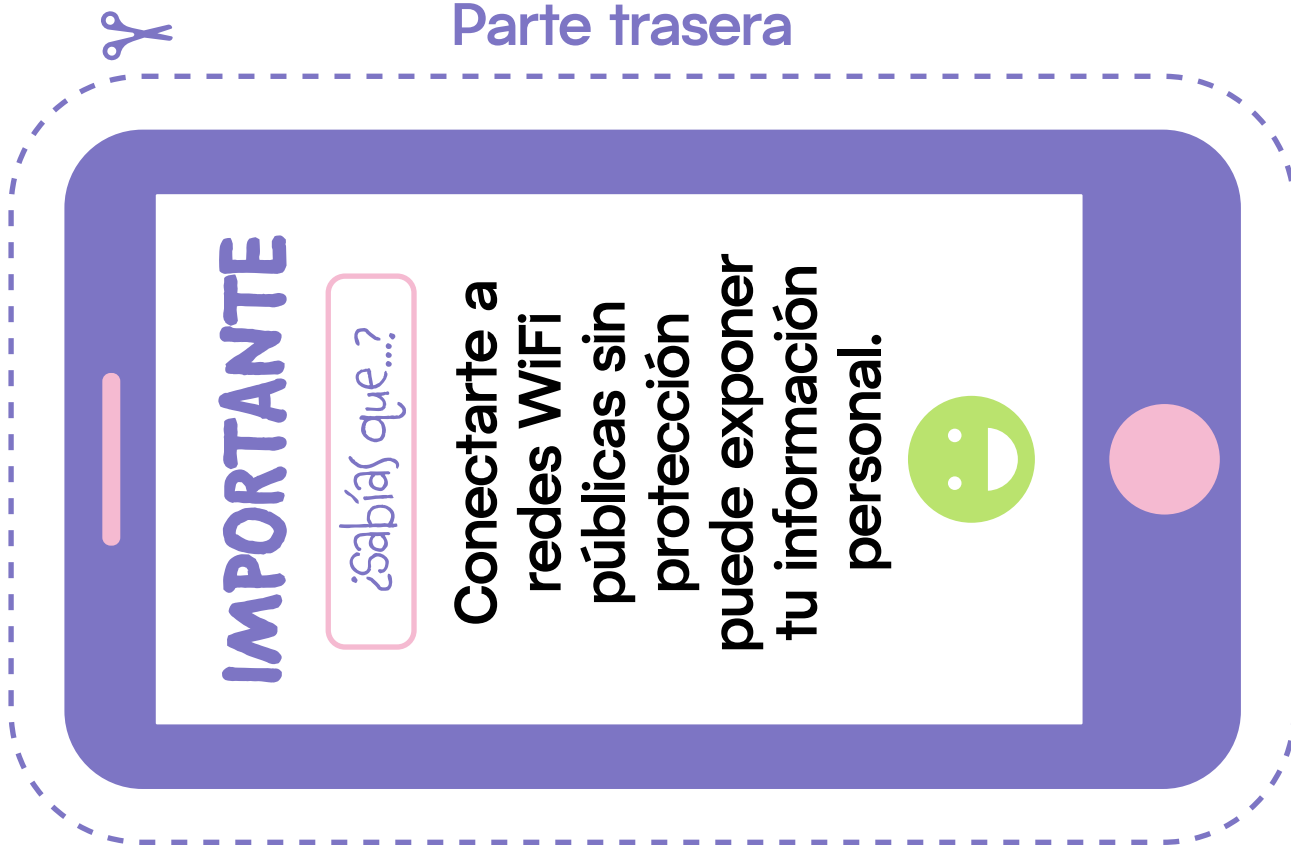 Parte trasera
IMPORTANTE
¿Sabías que...?
Conectarte a
redes WiFi
públicas sin
protección
puede exponer
tu información
personal.